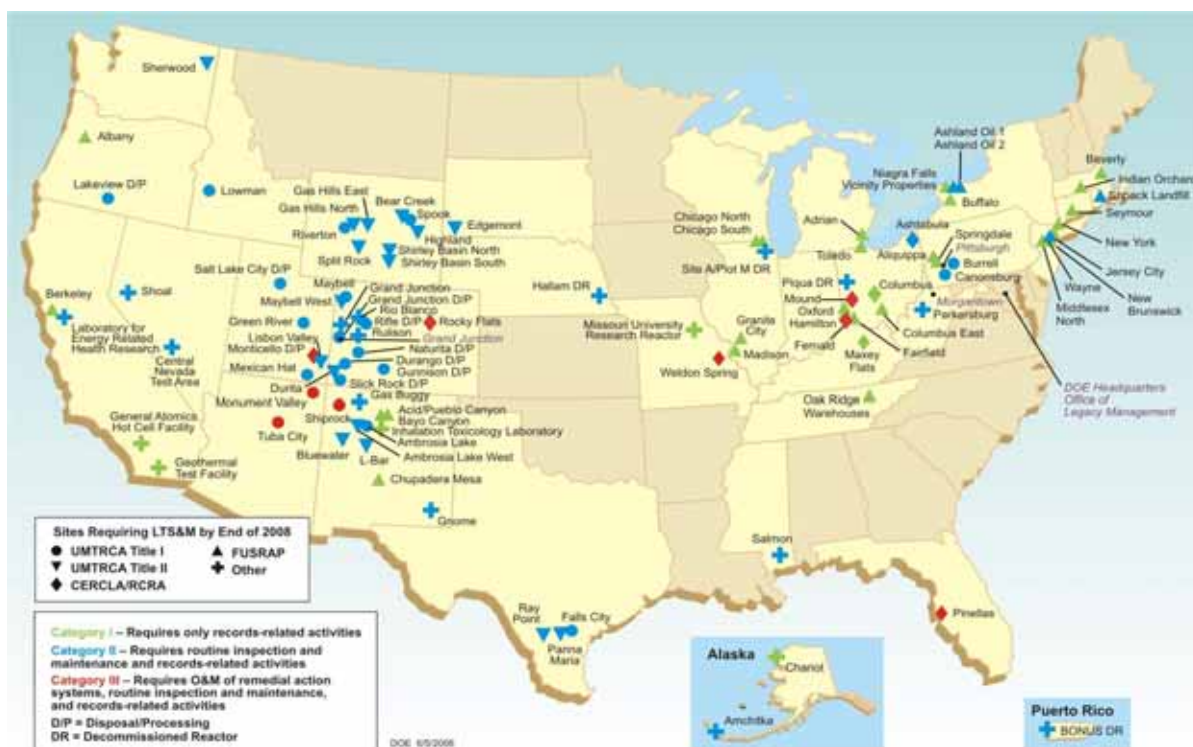 Sherwood
Albany
Lakeview D/P
Lowman
Gas Hills East
Bear Creek
Gas Hills North
Spook
Edgemont
Riverton
Highland
Split Rock
Shirley Basin North
Shirley Basin South
Salt Lake City D/P
Maybell
Grand Junction
Maybell West
Grand Junction D/P
Rio Blanco
Green River
Rifle D/P
Rocky Flats
Rulison
Lisbon Valley
Grand Junction
Monticello D/P
Naturita D/P
Mexican Hat
Durango D/P
Gunnison D/P
Durita
Slick Rock D/P
Monument Valley
Gas Buggy
Shiprock
Acid/Pueblo Canyon
Bayo Canyon
Tuba City
Inhalation Toxicology Laboratory
Ambrosia Lake
Bluewater
Ambrosia Lake West
L-Bar
Chupadera Mesa
Gnome
Berkeley
Shoal
Laboratory for
Energy Related
Health Research
Central
Nevada
Test Area
General Atomics
Hot Cell Facility
Geothermal
Test Facility
Hallam DR
Chicago North
Chicago South
Site A/Plot M DR
Missouri University
Research Reactor
Granite
City
Madison
Weldon Spring
Adrian
Toledo
Piqua DR
Mound
Oxford
Hamilton
Fernald
Maxey
Flats
Fairfield
Columbus
Columbus East
Oak Ridge
Warehouses
Ashland Oil 1
Ashland Oil 2
Niagra Falls
Vicinity Properties
Buffalo
Ashtabula
Springdale
Pittsburgh
Aliquippa
Burrell
Canonsburg
Morgantown
Parkersburg
Beverly
Indian Orchard
Shpack Landfill
Seymour
New York
Jersey City
Wayne
New
Brunswick
Middlesex
North
DOE Headquarters
Office of
Legacy Management
Salmon
Pinellas
Ray
Point
Falls City
Panna
Maria
Sites Requiring LTS&M by End of 2008
UMTRCA Title I
FUSRAP
UMTRCA Title II
Other
CERCLA/RCRA
Category I – Requires only records-related activities
Category II – Requires routine inspection and
maintenance and records-related activities
Category III – Requires O&M of remedial action
systems, routine inspection and maintenance,
and records-related activities
D/P = Disposal/Processing
DR = Decommissioned Reactor
Alaska
Chariot
Amchitka
Puerto Rico
BONUS DR